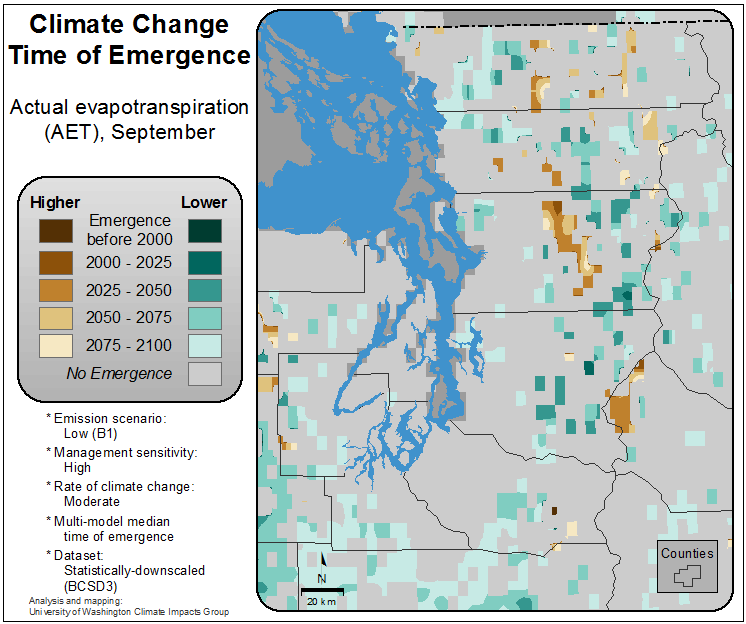 Climate Change
Time of Emergence
Actual evapotranspiration
(AET), September
Higher Lower
Emergence
before 2000
2000 - 2025
2025 - 2050
2050 - 2075
2075 - 2100
No Emergence
* Emission scenario:
Low (B1)
* Management sensitivity:
High
* Rate of climate change:
Moderate
* Multi-model median
time of emergence
* Dataset:
Statistically-downscaled
(BCSD3)
Analysis and mapping:
University of Washington Climate Impacts Group
N
20 km
Counties